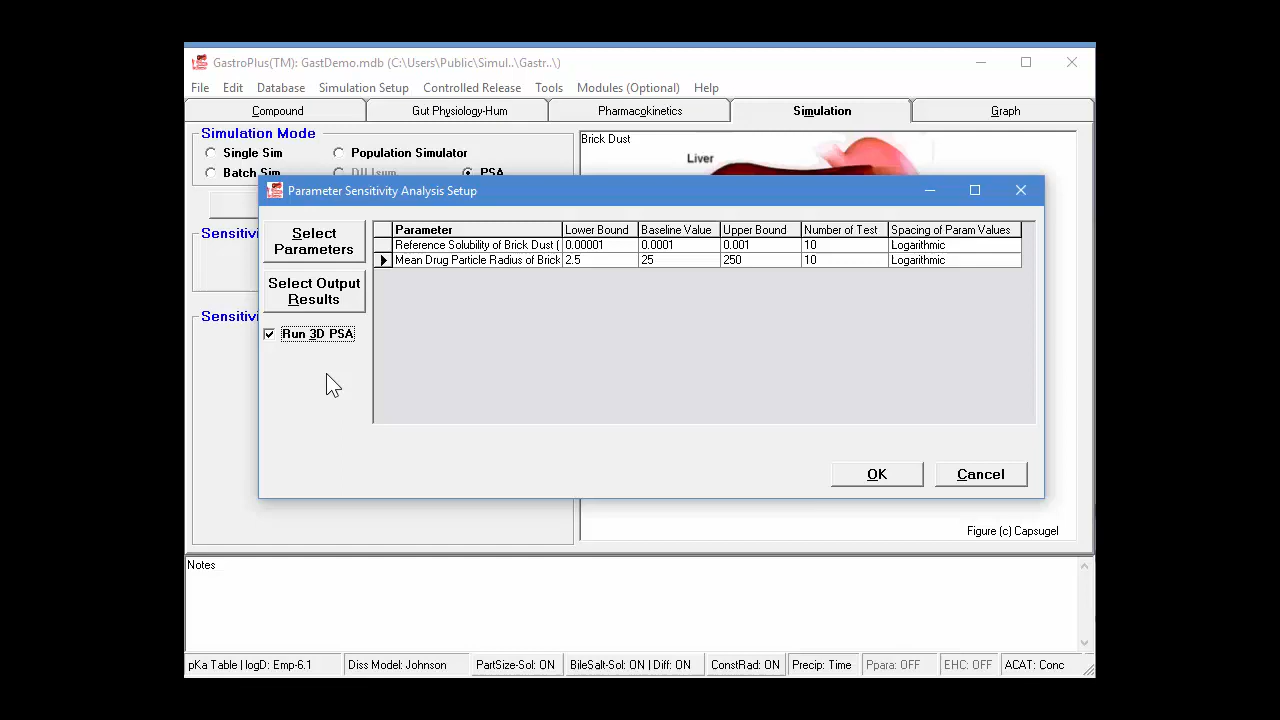 GastroPlus(TM): GastDemo.mdb (C:\Users\Public\Simul..\Gastr..\)
File Edit Database Simulation Setup Controlled Release Tools Modules (Optional) Help
Compound Gut Physiology-Hum Pharmacokinetics Simulation Graph
Simulation Mode
Single Sim Population Simulator
Batch Sim PSA
Brick Dust
Liver
Parameter Sensitivity Analysis Setup
Select Parameters
Select Output Results
Run 3D PSA
Parameter Lower Bound Baseline Value Upper Bound Number of Test Spacing of Param Values
Reference Solubility of Brick Dust ( 0.00001 0.0001 0.001 10 Logarithmic
Mean Drug Particle Radius of Brick 2.5 25 250 10 Logarithmic
OK Cancel
Sensitivi
Sensitivi
Figure (c) Capsugel
Notes
pKa Table | logD: Emp-6.1 Diss Model: Johnson PartSize-Sol: ON BileSalt-Sol: ON | Diff: ON ConstRad: ON Precip: Time Ppara: OFF EHC: OFF ACAT: Conc